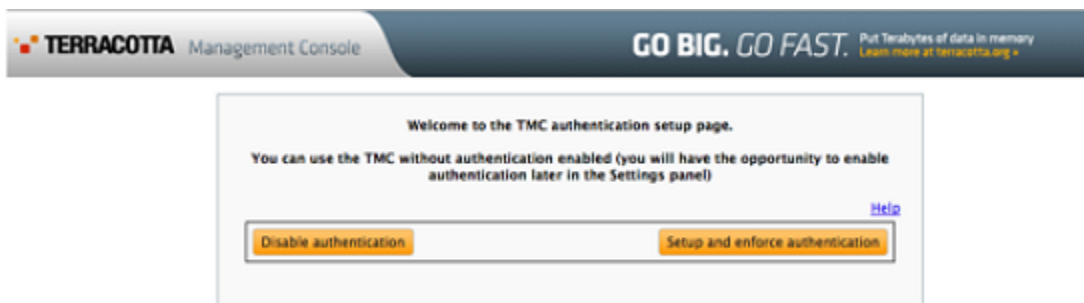 TERRACOTTA Management Console
GO BIG. GO FAST. Put Terabytes of data in memory
Learn more at terracotta.org »
Welcome to the TMC authentication setup page.
You can use the TMC without authentication enabled (you will have the opportunity to enable
authentication later in the Settings panel)
Help
Disable authentication
Setup and enforce authentication